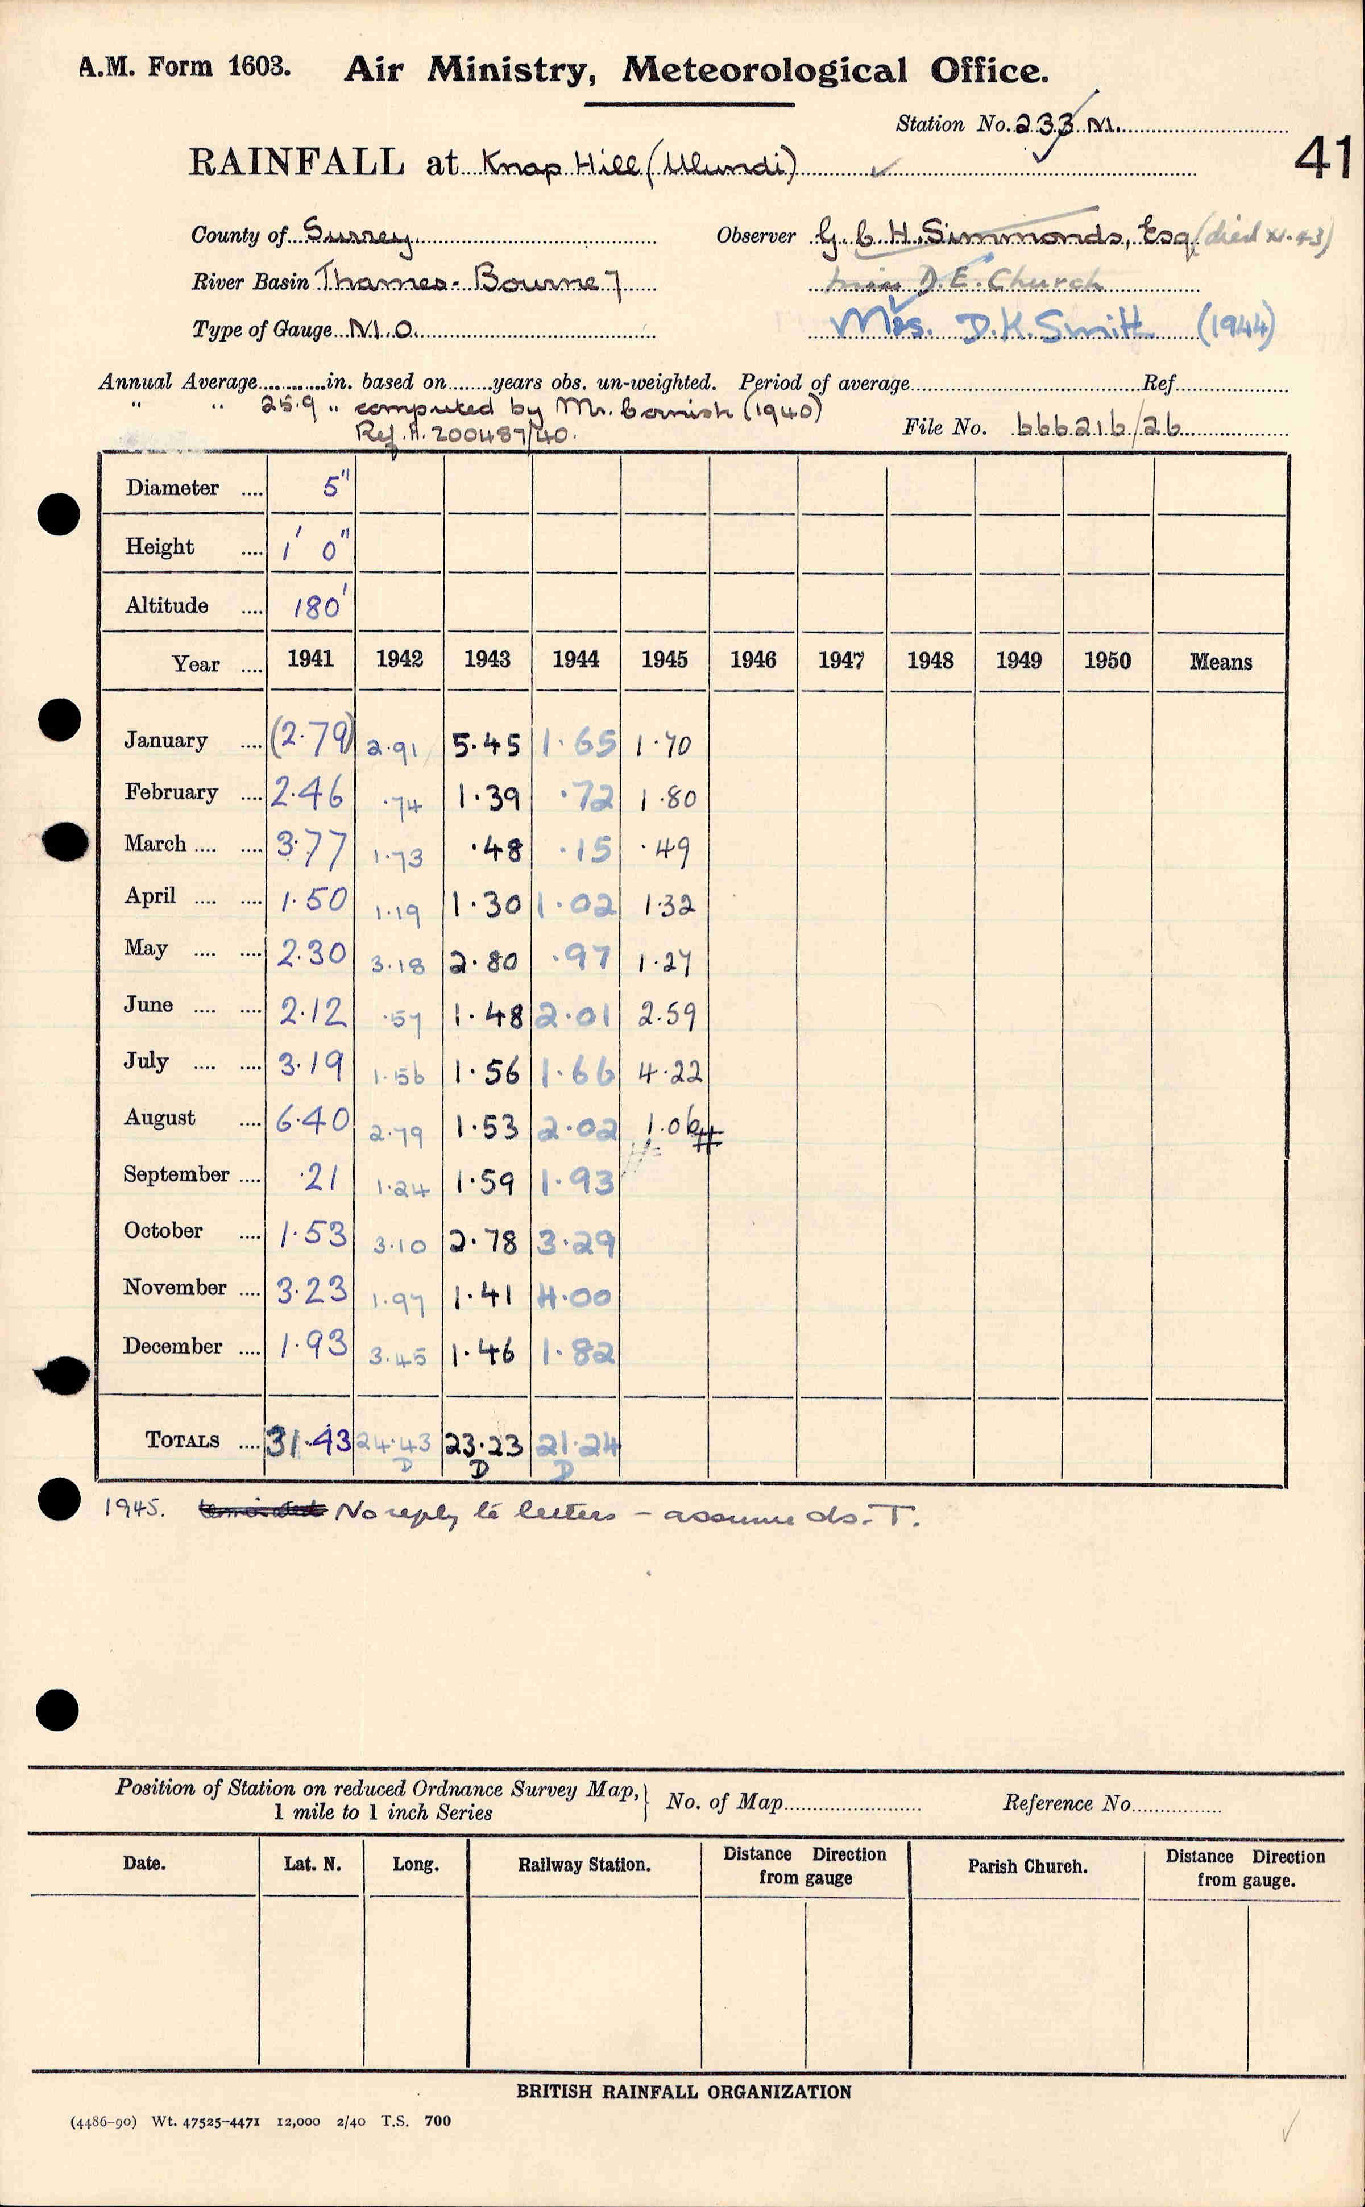 A.M. Form 1603. Air Ministry, Meteorological Office.
Station No. 233 M.
41
RAINFALL at Knap Hill (Ulundi) ✓
County of Surrey
Observer G. C. H. Simmonds, Esq. (died XI.43)
River Basin Thames - Bourne 7
Miss D. E. Church
Type of Gauge M.O.
Mrs. D. K. Smith (1944)
Annual Average............in. based on........years obs. un-weighted. Period of average............Ref............
" " 25.9 " computed by Mr. Cornish (1940)
Ref. A. 200487/40.
File No. 666216/26
Diameter .... 5"
Height .... 1' 0"
Altitude .... 180'
Year .... 1941 1942 1943 1944 1945 1946 1947 1948 1949 1950 Means
January .... (2.79) 2.91 5.45 1.65 1.70
February .... 2.46 .74 1.39 .72 1.80
March .... .... 3.77 1.73 .48 .15 .49
April .... .... 1.50 1.19 1.30 1.02 1.32
May .... .... 2.30 3.18 2.80 .97 1.27
June .... .... 2.12 .57 1.48 2.01 2.59
July .... .... 3.19 1.56 1.56 1.66 4.22
August .... 6.40 2.79 1.53 2.02 1.06 #
September .... .21 1.24 1.59 1.93
October .... 1.53 3.10 2.78 3.29
November .... 3.23 1.97 1.41 4.00
December .... 1.93 3.45 1.46 1.82
TOTALS .... 31.43 24.43 23.23 21.24
D D D
1945. No reply to letters - assume ds. T.
Position of Station on reduced Ordnance Survey Map, 1 mile to 1 inch Series } No. of Map............ Reference No............
Date. Lat. N. Long. Railway Station. Distance Direction from gauge Parish Church. Distance Direction from gauge.
BRITISH RAINFALL ORGANIZATION
(4486-90) Wt. 47525-4471 12,000 2/40 T.S. 700